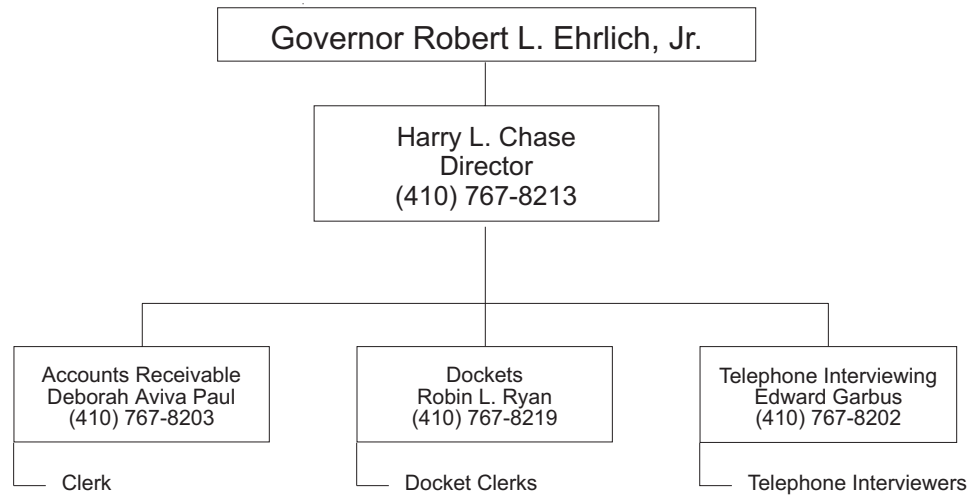 Governor Robert L. Ehrlich, Jr.
Harry L. Chase
Director
(410) 767-8213
Accounts Receivable
Deborah Aviva Paul
(410) 767-8203
Dockets
Robin L. Ryan
(410) 767-8219
Telephone Interviewing
Edward Garbus
(410) 767-8202
Clerk
Docket Clerks
Telephone Interviewers